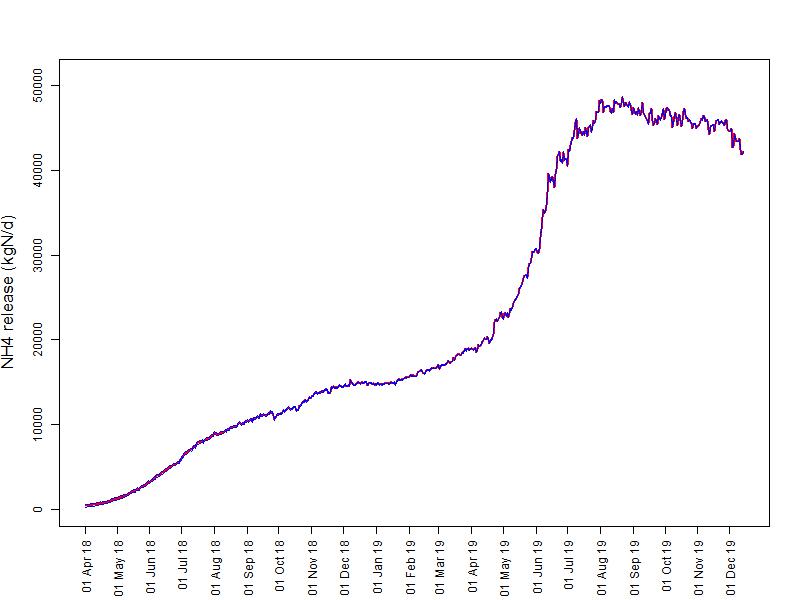 NH4 release (kgN/d)
50000
40000
30000
20000
10000
0
01 Apr 18
01 May 18
01 Jun 18
01 Jul 18
01 Aug 18
01 Sep 18
01 Oct 18
01 Nov 18
01 Dec 18
01 Jan 19
01 Feb 19
01 Mar 19
01 Apr 19
01 May 19
01 Jun 19
01 Jul 19
01 Aug 19
01 Sep 19
01 Oct 19
01 Nov 19
01 Dec 19